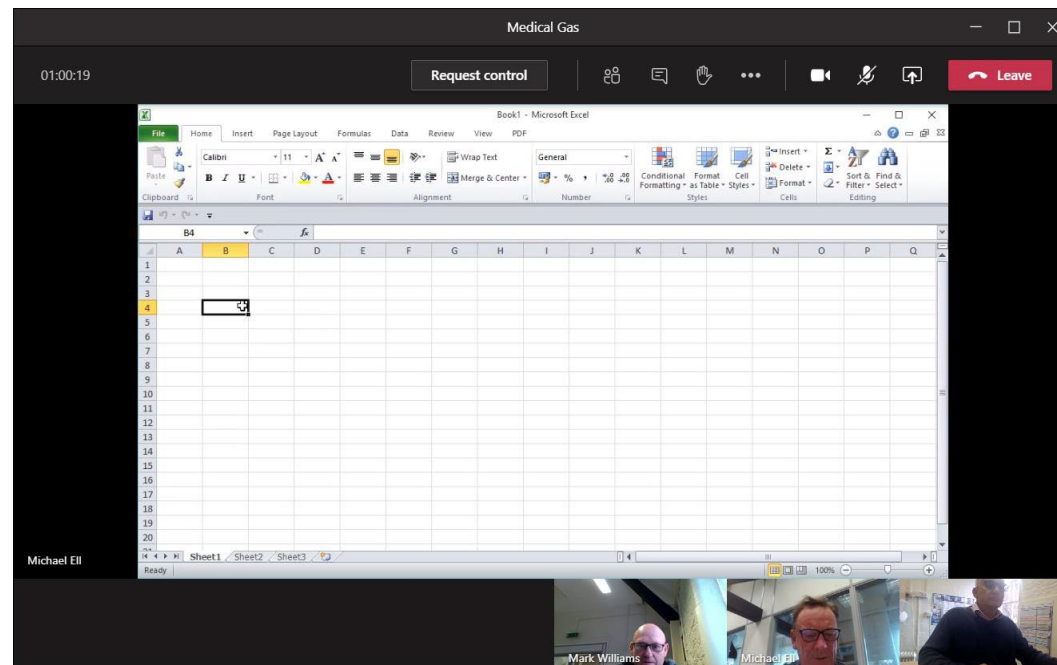 Medical Gas
01:00:19
Request control
Leave
Book1 - Microsoft Excel
File Home Insert Page Layout Formulas Data Review View PDF
Calibri 11 A A Wrap Text General Insert Σ
Paste B I U A Merge & Center % , .0 .00 .00 .0 Conditional Formatting Format as Table Cell Styles Delete Format Sort & Filter Find & Select
Clipboard Font Alignment Number Styles Cells Editing
B4 fx
A B C D E F G H I J K L M N O P Q
1
2
3
4
5
6
7
8
9
10
11
12
13
14
15
16
17
18
19
20
Sheet1 Sheet2 Sheet3
Michael Ell
Ready 100%
Mark Williams Michael Ell